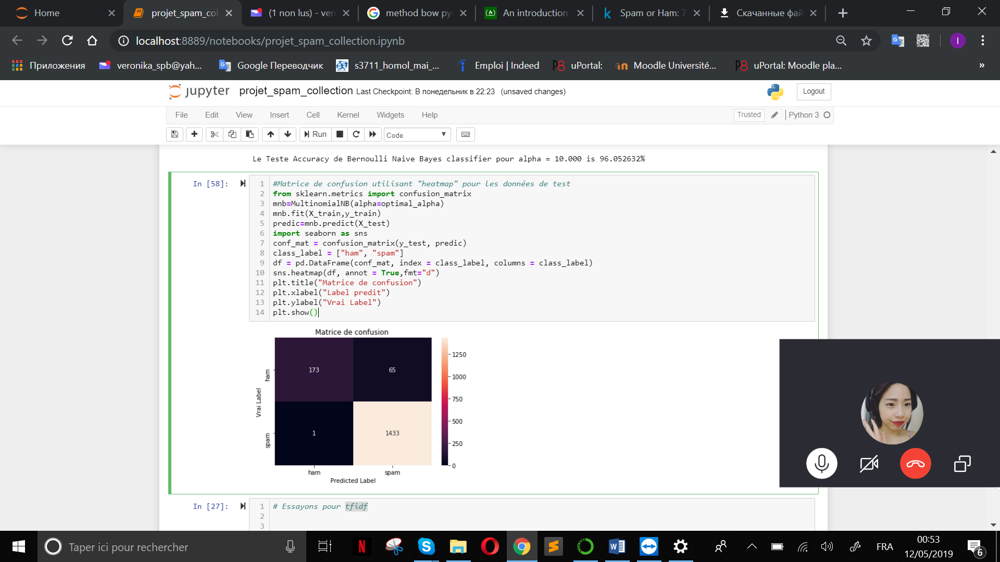 Home
projet_spam_col
(1 non lus) - ver
method bow py
An introduction
Spam or Ham: 7
Скачанные фай
localhost:8889/notebooks/projet_spam_collection.ipynb
Приложения
veronika_spb@yah...
Google Переводчик
s3711_homol_mai_...
Emploi | Indeed
uPortal:
Moodle Université...
uPortal: Moodle pla...
»
jupyter
projet_spam_collection Last Checkpoint: В понедельник в 22:23 (unsaved changes)
Logout
File Edit View Insert Cell Kernel Widgets Help
Trusted
Python 3
Run
Code
Le Teste Accuracy de Bernoulli Naive Bayes classifier pour alpha = 10.000 is 96.052632%
In [58]:
1 #Matrice de confusion utilisant "heatmap" pour les données de test
2 from sklearn.metrics import confusion_matrix
3 mnb=MultinomialNB(alpha=optimal_alpha)
4 mnb.fit(X_train,y_train)
5 predic=mnb.predict(X_test)
6 import seaborn as sns
7 conf_mat = confusion_matrix(y_test, predic)
8 class_label = ["ham", "spam"]
9 df = pd.DataFrame(conf_mat, index = class_label, columns = class_label)
10 sns.heatmap(df, annot = True,fmt="d")
11 plt.title("Matrice de confusion")
12 plt.xlabel("Label predit")
13 plt.ylabel("Vrai Label")
14 plt.show()
Matrice de confusion
173 65
1 1433
ham
spam
Vrai Label
ham spam
Predicted Label
1250
1000
750
500
250
0
In [27]:
1 # Essayons pour tfidf
2
3
Taper ici pour rechercher
FRA
00:53
12/05/2019
6